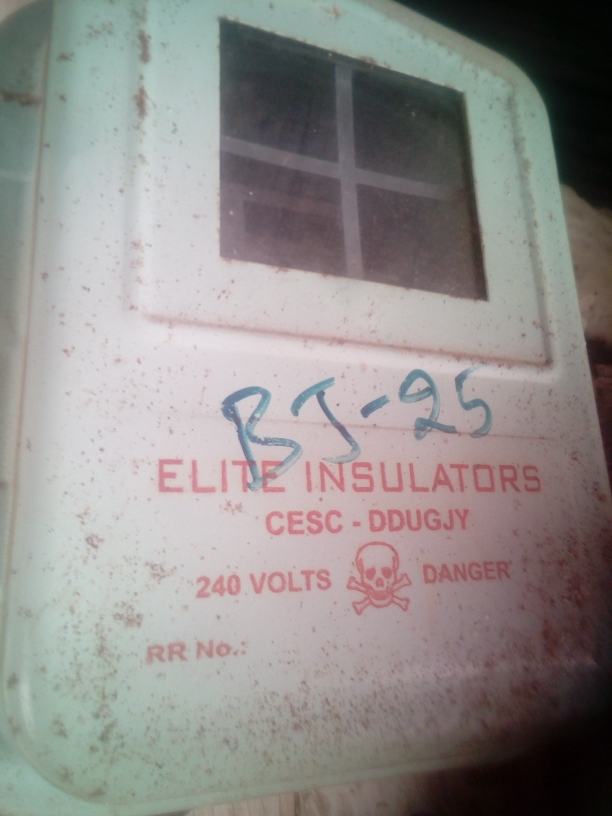 BJ-25
ELITE INSULATORS
CESC - DDUGJY
240 VOLTS DANGER
RR No.: